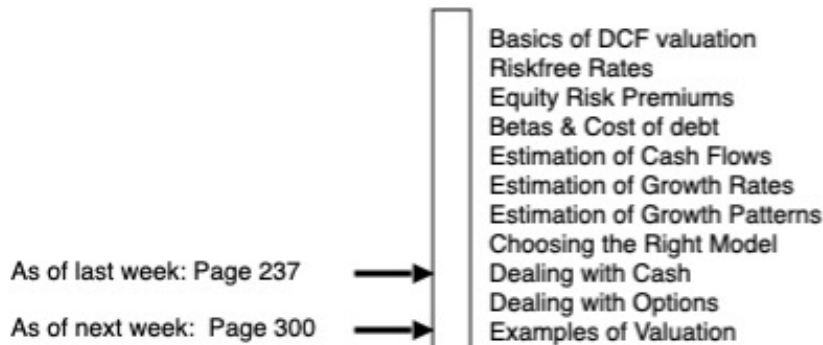 Basics of DCF valuation
Riskfree Rates
Equity Risk Premiums
Betas & Cost of debt
Estimation of Cash Flows
Estimation of Growth Rates
Estimation of Growth Patterns
Choosing the Right Model
As of last week: Page 237
Dealing with Cash
Dealing with Options
As of next week: Page 300
Examples of Valuation